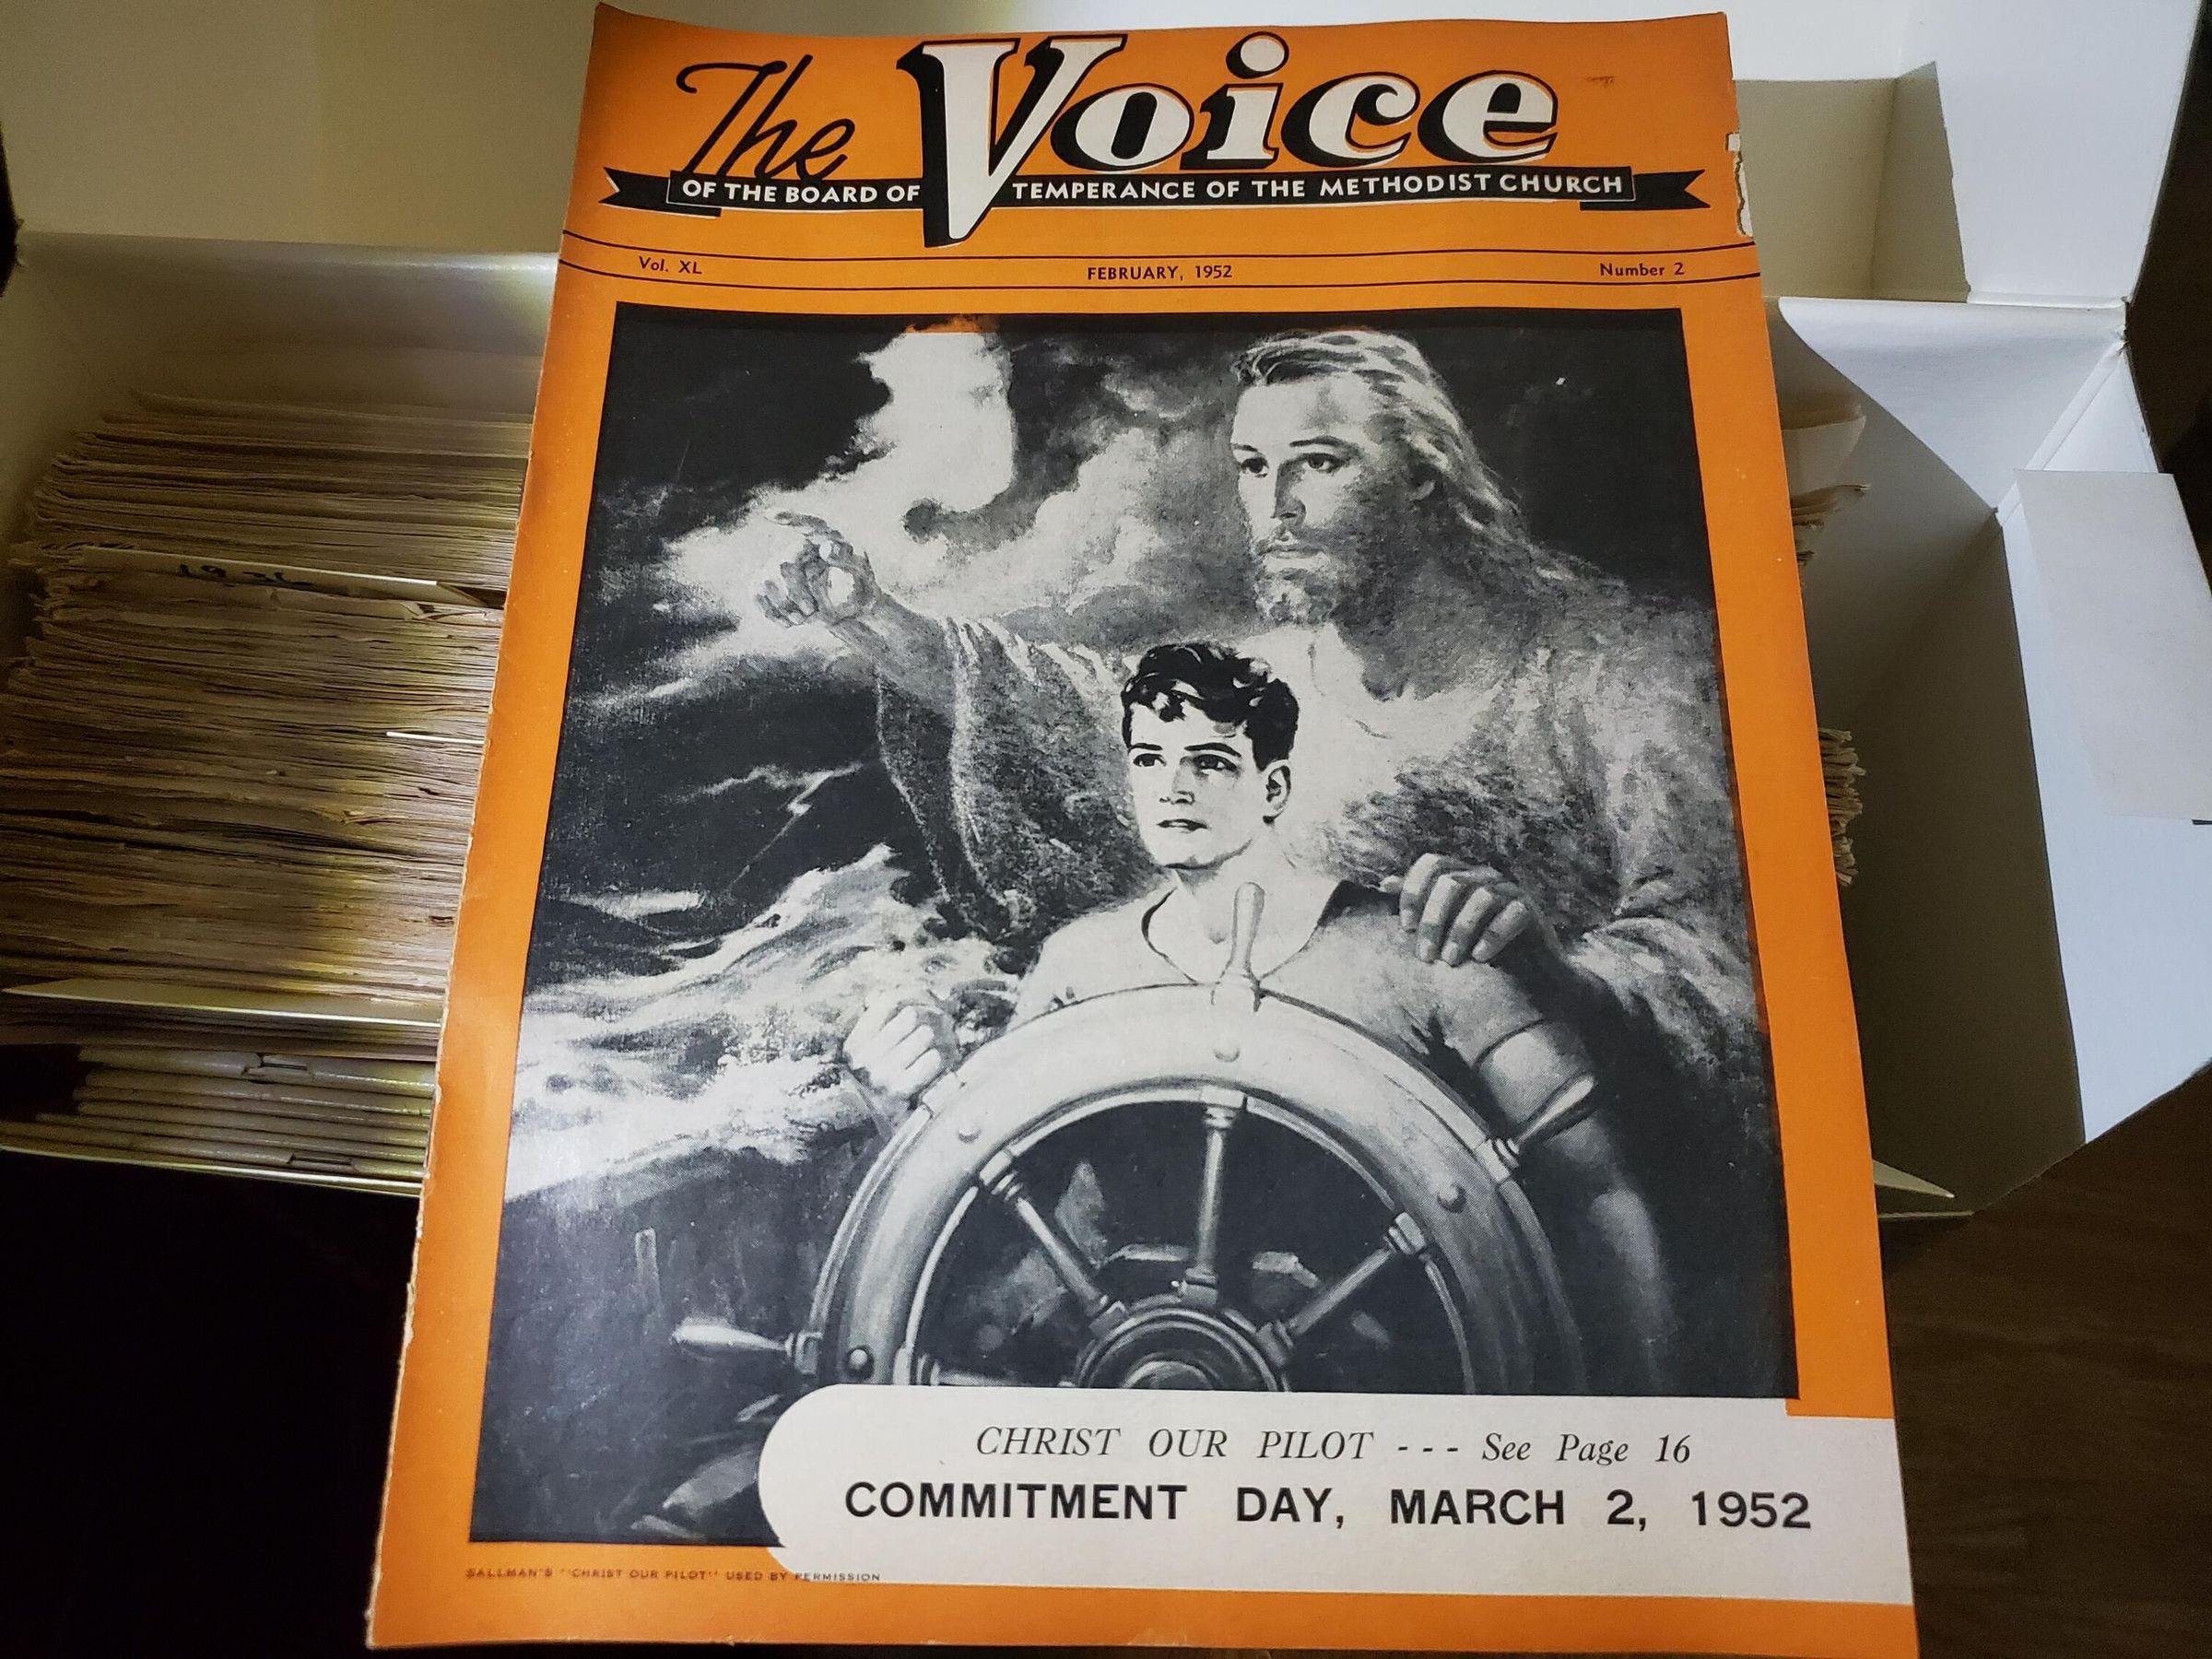 The Voice
OF THE BOARD OF TEMPERANCE OF THE METHODIST CHURCH
Vol. XL FEBRUARY, 1952 Number 2
1936
CHRIST OUR PILOT --- See Page 16
COMMITMENT DAY, MARCH 2, 1952
SALLMAN'S "CHRIST OUR PILOT" USED BY PERMISSION